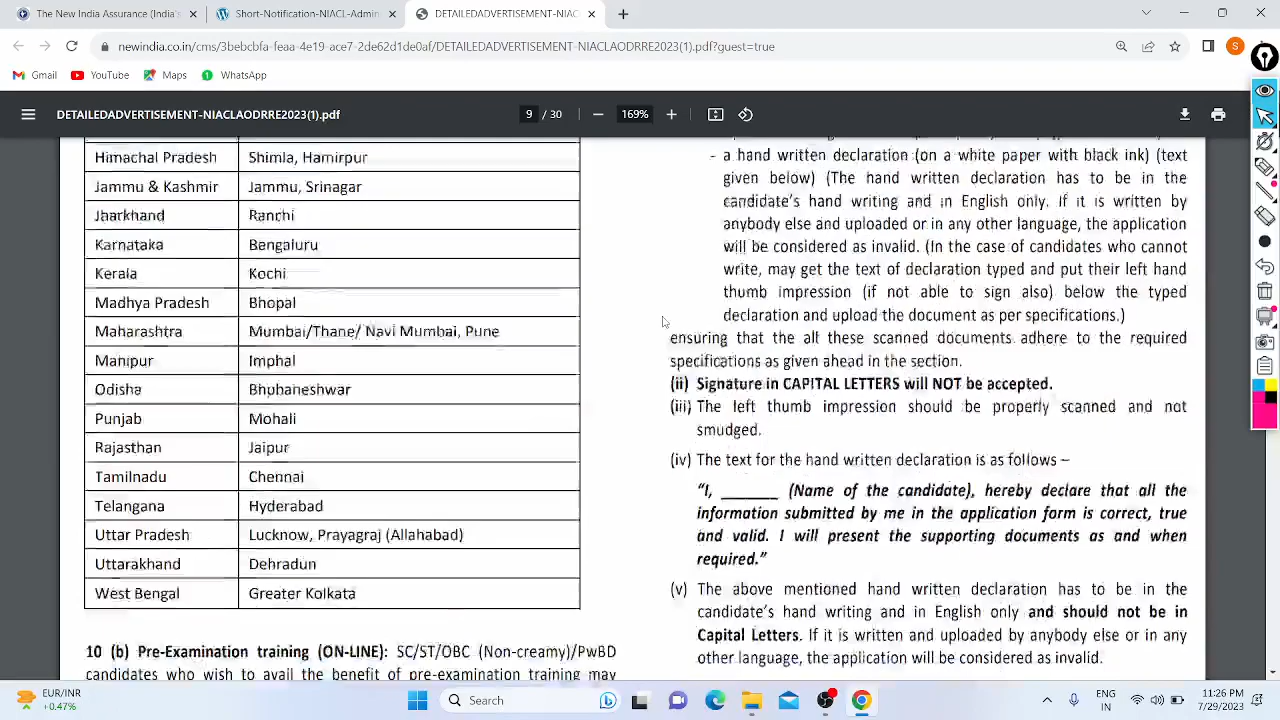 The New India Assurance (India's
Short-Notification-NIACL-Admin
DETAILEDADVERTISEMENT-NIACL
newindia.co.in/cms/3bebcbfa-feaa-4e19-ace7-2de62d1de0af/DETAILEDADVERTISEMENT-NIACLAODRRE2023(1).pdf?guest=true
S
Gmail YouTube Maps WhatsApp
DETAILEDADVERTISEMENT-NIACLAODRRE2023(1).pdf 9 / 30 169%
Himachal Pradesh Shimla, Hamirpur
Jammu & Kashmir Jammu, Srinagar
Jharkhand Ranchi
Karnataka Bengaluru
Kerala Kochi
Madhya Pradesh Bhopal
Maharashtra Mumbai/Thane/ Navi Mumbai, Pune
Manipur Imphal
Odisha Bhubaneshwar
Punjab Mohali
Rajasthan Jaipur
Tamilnadu Chennai
Telangana Hyderabad
Uttar Pradesh Lucknow, Prayagraj (Allahabad)
Uttarakhand Dehradun
West Bengal Greater Kolkata
10 (b) Pre-Examination training (ON-LINE): SC/ST/OBC (Non-creamy)/PwBD
candidates who wish to avail the benefit of pre-examination training may
- a hand written declaration (on a white paper with black ink) (text
given below) (The hand written declaration has to be in the
candidate's hand writing and in English only. If it is written by
anybody else and uploaded or in any other language, the application
will be considered as invalid. (In the case of candidates who cannot
write, may get the text of declaration typed and put their left hand
thumb impression (if not able to sign also) below the typed
declaration and upload the document as per specifications.)
ensuring that the all these scanned documents adhere to the required
specifications as given ahead in the section.
(ii) Signature in CAPITAL LETTERS will NOT be accepted.
(iii) The left thumb impression should be properly scanned and not
smudged.
(iv) The text for the hand written declaration is as follows –
"I, _______ (Name of the candidate), hereby declare that all the
information submitted by me in the application form is correct, true
and valid. I will present the supporting documents as and when
required."
(v) The above mentioned hand written declaration has to be in the
candidate's hand writing and in English only and should not be in
Capital Letters. If it is written and uploaded by anybody else or in any
other language, the application will be considered as invalid.
EUR/INR
+0.47%
Search
ENG
IN
11:26 PM
7/29/2023